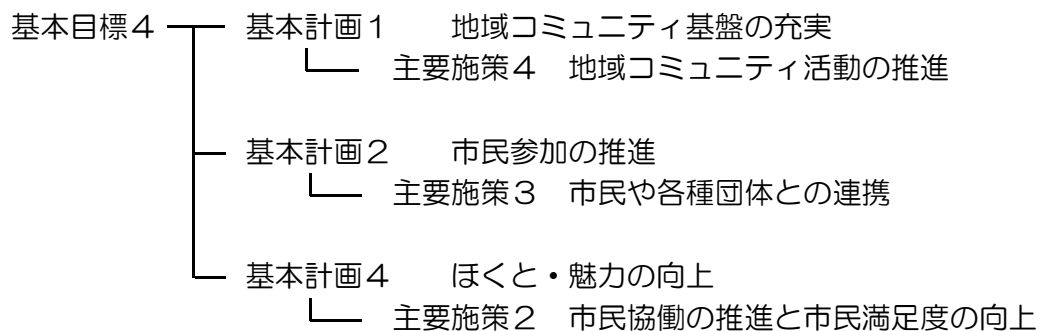 基本目標4 基本計画1 地域コミュニティ基盤の充実
主要施策4 地域コミュニティ活動の推進
基本計画2 市民参加の推進
主要施策3 市民や各種団体との連携
基本計画4 ほくと・魅力の向上
主要施策2 市民協働の推進と市民満足度の向上